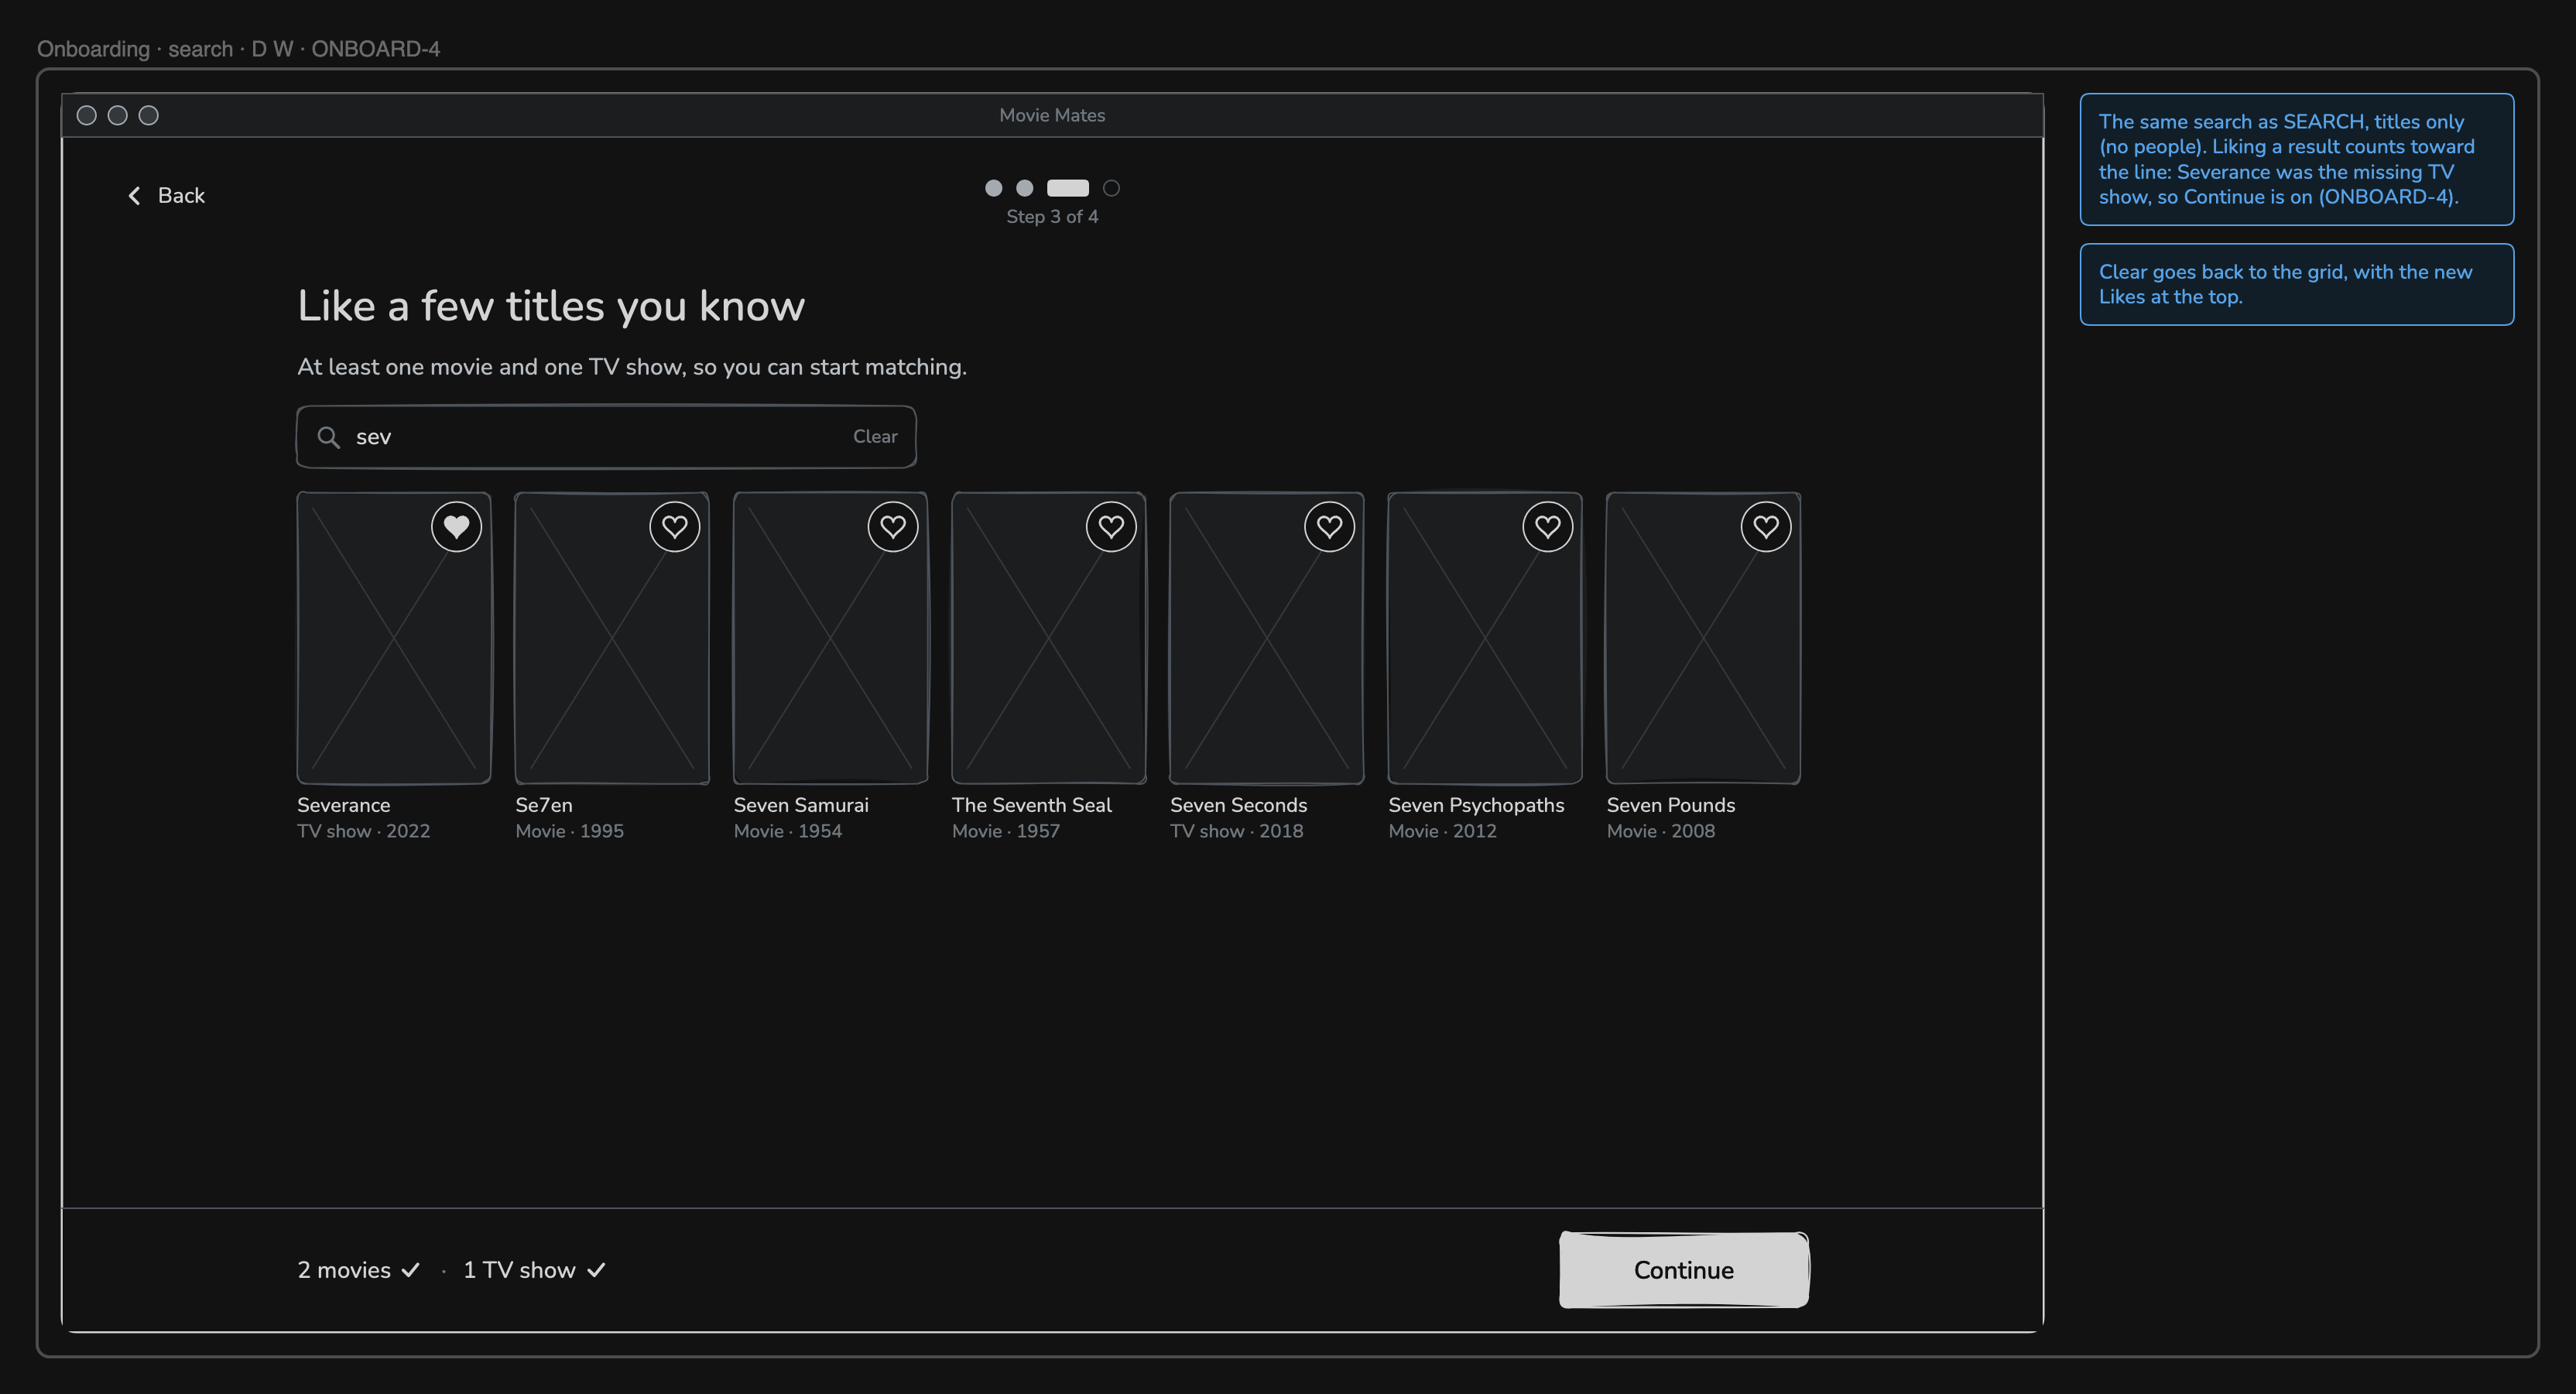 Onboarding · search · D W · ONBOARD-4
Movie Mates
Back
Step 3 of 4
Like a few titles you know
At least one movie and one TV show, so you can start matching.
sev
Clear
Severance
TV show · 2022
Se7en
Movie · 1995
Seven Samurai
Movie · 1954
The Seventh Seal
Movie · 1957
Seven Seconds
TV show · 2018
Seven Psychopaths
Movie · 2012
Seven Pounds
Movie · 2008
2 movies ✓ · 1 TV show ✓
Continue
The same search as SEARCH, titles only
(no people). Liking a result counts toward
the line: Severance was the missing TV
show, so Continue is on (ONBOARD-4).
Clear goes back to the grid, with the new
Likes at the top.